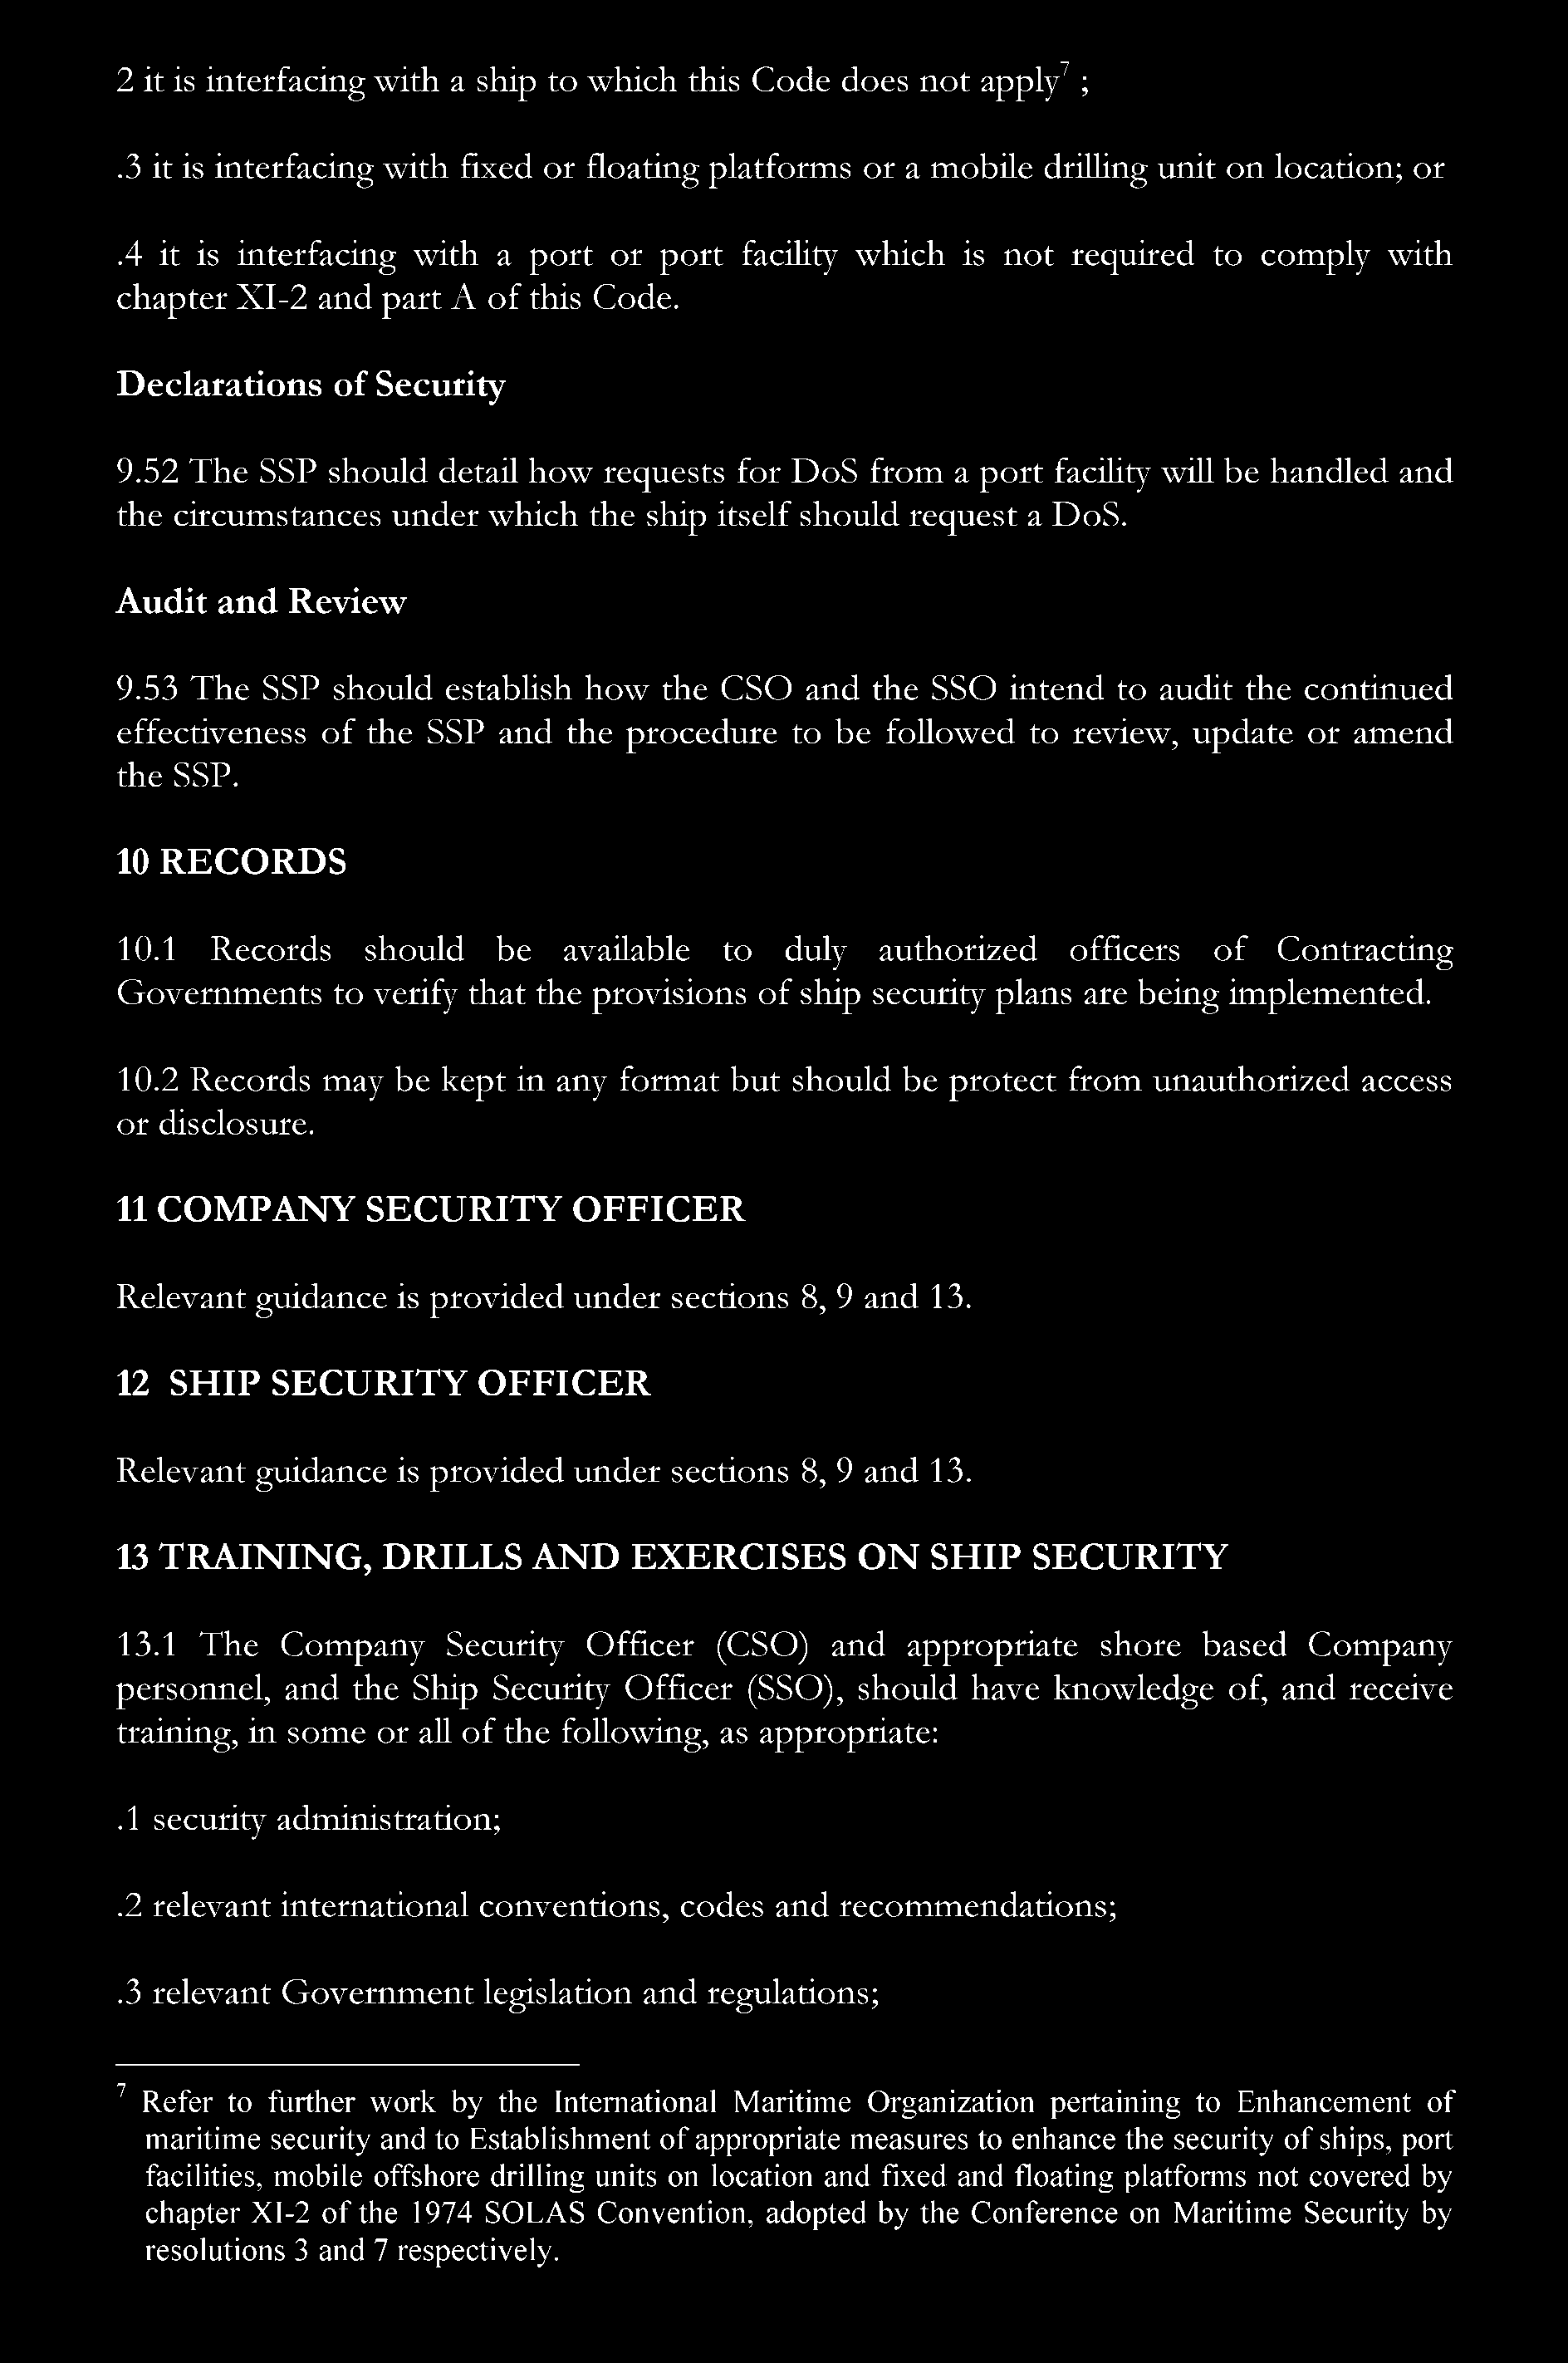 2 it is interfacing with a ship to which this Code does not apply⁷ ;
.3 it is interfacing with fixed or floating platforms or a mobile drilling unit on location; or
.4 it is interfacing with a port or port facility which is not required to comply with
chapter XI-2 and part A of this Code.
Declarations of Security
9.52 The SSP should detail how requests for DoS from a port facility will be handled and
the circumstances under which the ship itself should request a DoS.
Audit and Review
9.53 The SSP should establish how the CSO and the SSO intend to audit the continued
effectiveness of the SSP and the procedure to be followed to review, update or amend
the SSP.
10 RECORDS
10.1 Records should be available to duly authorized officers of Contracting
Governments to verify that the provisions of ship security plans are being implemented.
10.2 Records may be kept in any format but should be protect from unauthorized access
or disclosure.
11 COMPANY SECURITY OFFICER
Relevant guidance is provided under sections 8, 9 and 13.
12 SHIP SECURITY OFFICER
Relevant guidance is provided under sections 8, 9 and 13.
13 TRAINING, DRILLS AND EXERCISES ON SHIP SECURITY
13.1 The Company Security Officer (CSO) and appropriate shore based Company
personnel, and the Ship Security Officer (SSO), should have knowledge of, and receive
training, in some or all of the following, as appropriate:
.1 security administration;
.2 relevant international conventions, codes and recommendations;
.3 relevant Government legislation and regulations;
⁷ Refer to further work by the International Maritime Organization pertaining to Enhancement of
maritime security and to Establishment of appropriate measures to enhance the security of ships, port
facilities, mobile offshore drilling units on location and fixed and floating platforms not covered by
chapter XI-2 of the 1974 SOLAS Convention, adopted by the Conference on Maritime Security by
resolutions 3 and 7 respectively.